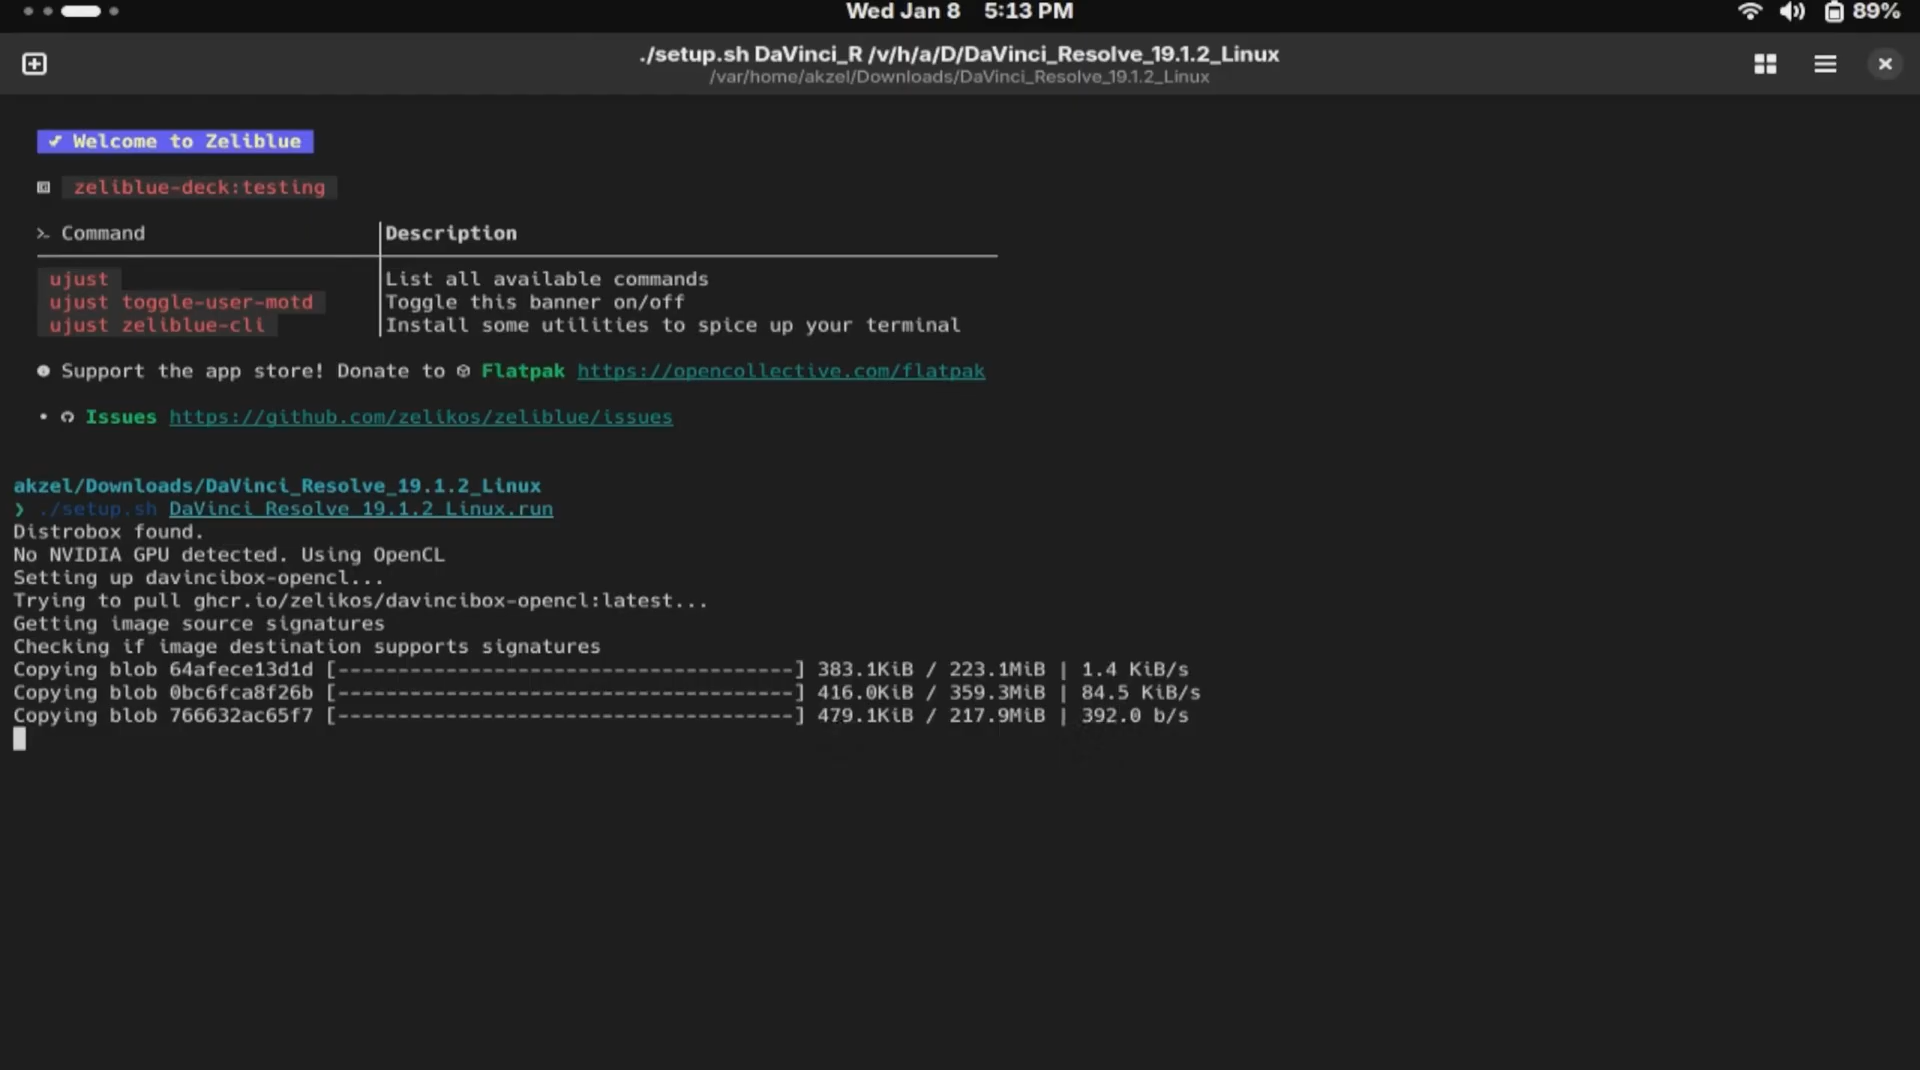 Wed Jan 8 5:13 PM
89%
./setup.sh DaVinci_R /v/h/a/D/DaVinci_Resolve_19.1.2_Linux
/var/home/akzel/Downloads/DaVinci_Resolve_19.1.2_Linux
✓ Welcome to Zeliblue
zeliblue-deck:testing
>_ Command Description
ujust List all available commands
ujust toggle-user-motd Toggle this banner on/off
ujust zeliblue-cli Install some utilities to spice up your terminal
Support the app store! Donate to Flatpak https://opencollective.com/flatpak
• Issues https://github.com/zelikos/zeliblue/issues
akzel/Downloads/DaVinci_Resolve_19.1.2_Linux
❯ ./setup.sh DaVinci_Resolve_19.1.2_Linux.run
Distrobox found.
No NVIDIA GPU detected. Using OpenCL
Setting up davincibox-opencl...
Trying to pull ghcr.io/zelikos/davincibox-opencl:latest...
Getting image source signatures
Checking if image destination supports signatures
Copying blob 64afece13d1d [--------------------------------------] 383.1KiB / 223.1MiB | 1.4 KiB/s
Copying blob 0bc6fca8f26b [--------------------------------------] 416.0KiB / 359.3MiB | 84.5 KiB/s
Copying blob 766632ac65f7 [--------------------------------------] 479.1KiB / 217.9MiB | 392.0 b/s